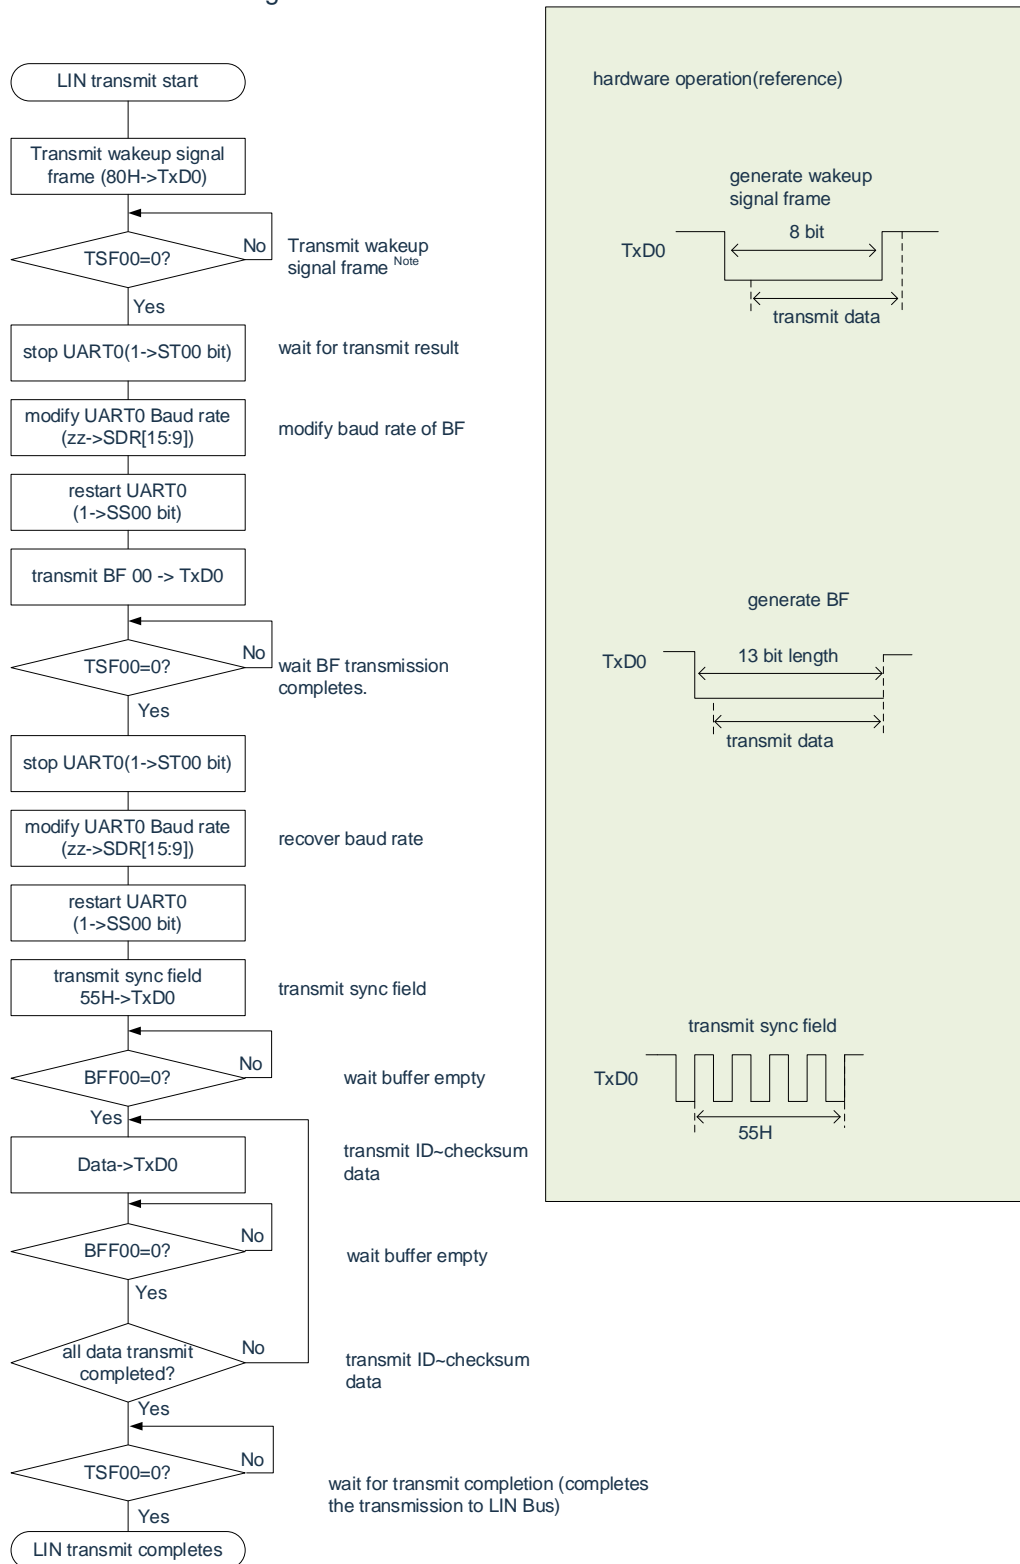 LIN transmit start
Transmit wakeup signal
frame (80H->TxD0)
TSF00=0?
No
Transmit wakeup
signal frame Note
Yes
stop UART0(1->ST00 bit)
wait for transmit result
modify UART0 Baud rate
(zz->SDR[15:9])
modify baud rate of BF
restart UART0
(1->SS00 bit)
transmit BF 00 -> TxD0
TSF00=0?
No
wait BF transmission
completes.
Yes
stop UART0(1->ST00 bit)
modify UART0 Baud rate
(zz->SDR[15:9])
recover baud rate
restart UART0
(1->SS00 bit)
transmit sync field
55H->TxD0
transmit sync field
BFF00=0?
No
wait buffer empty
Yes
Data->TxD0
transmit ID~checksum
data
BFF00=0?
No
wait buffer empty
Yes
all data transmit
completed?
No
transmit ID~checksum
data
Yes
TSF00=0?
No
wait for transmit completion (completes
the transmission to LIN Bus)
Yes
LIN transmit completes
hardware operation(reference)
generate wakeup
signal frame
TxD0
8 bit
transmit data
generate BF
TxD0
13 bit length
transmit data
transmit sync field
TxD0
55H